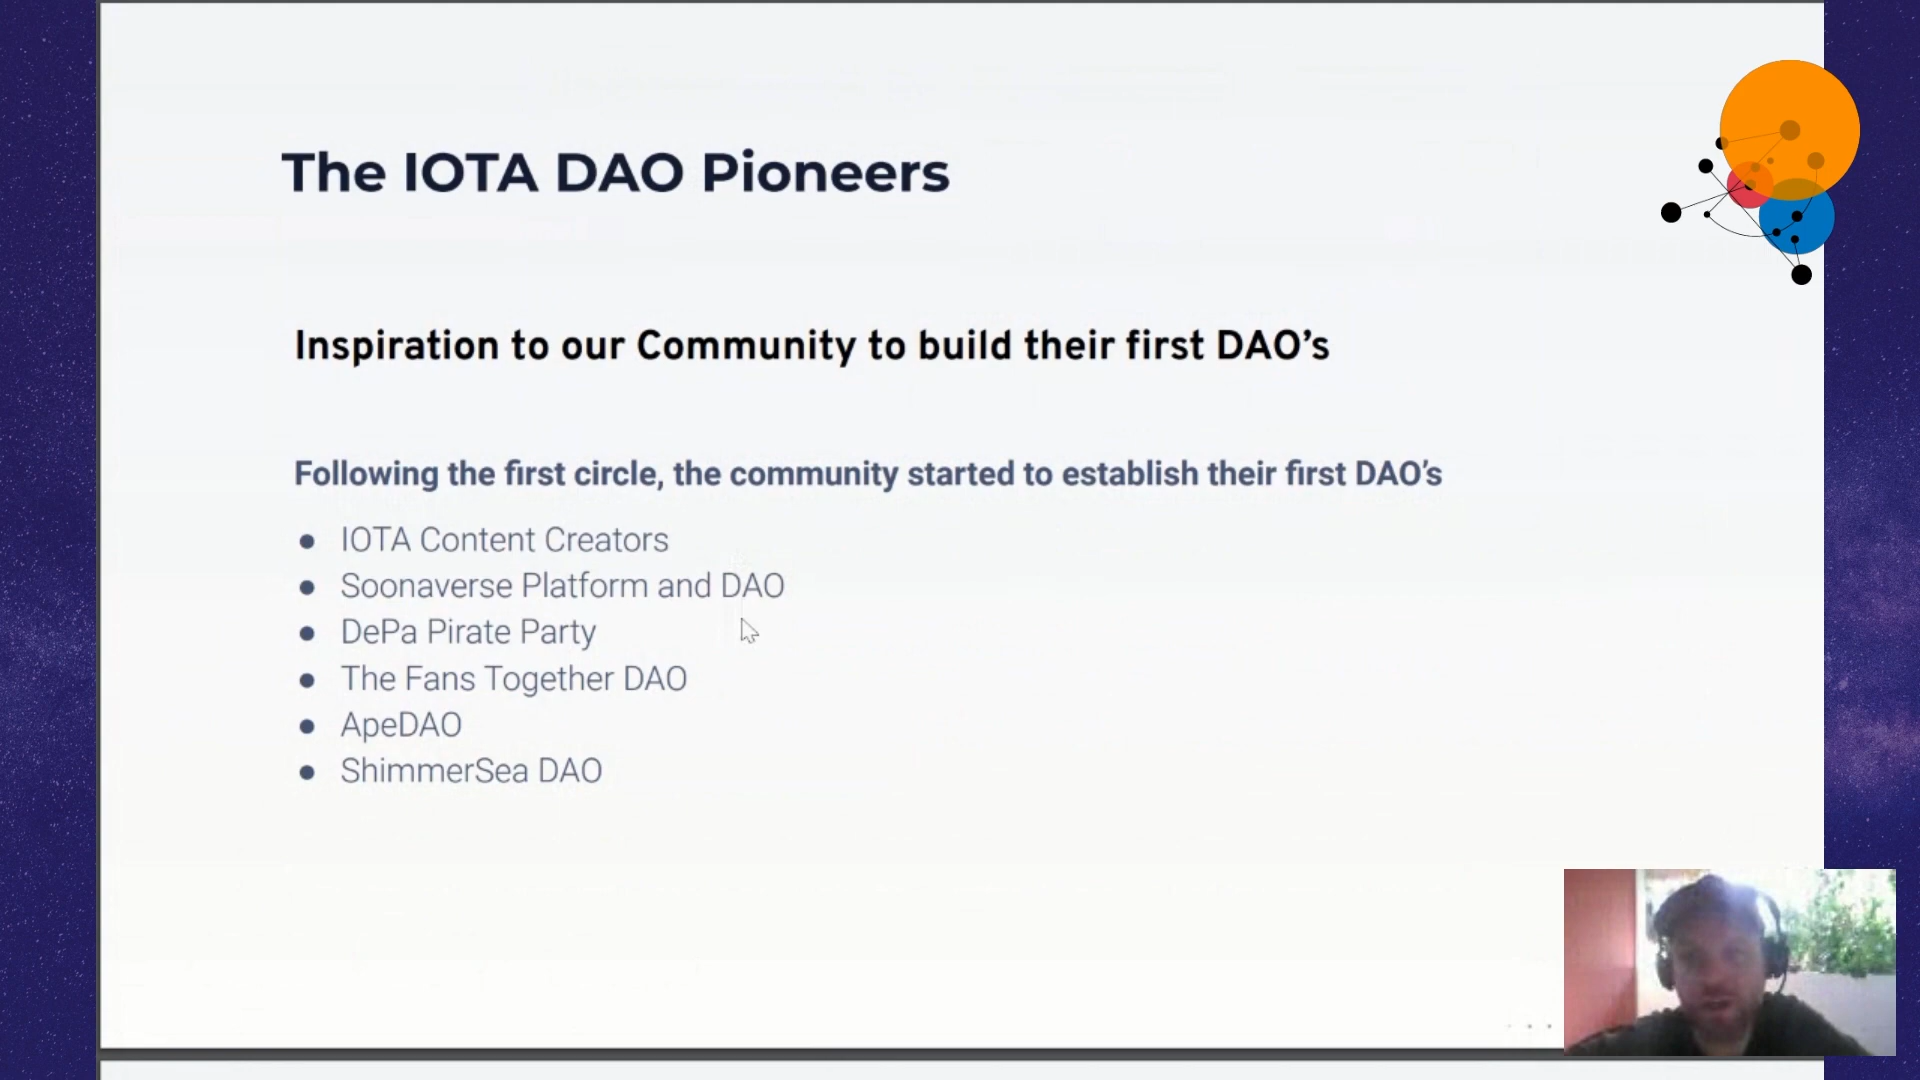 The IOTA DAO Pioneers
Inspiration to our Community to build their first DAO’s
Following the first circle, the community started to establish their first DAO’s
● IOTA Content Creators
● Soonaverse Platform and DAO
● DePa Pirate Party
● The Fans Together DAO
● ApeDAO
● ShimmerSea DAO